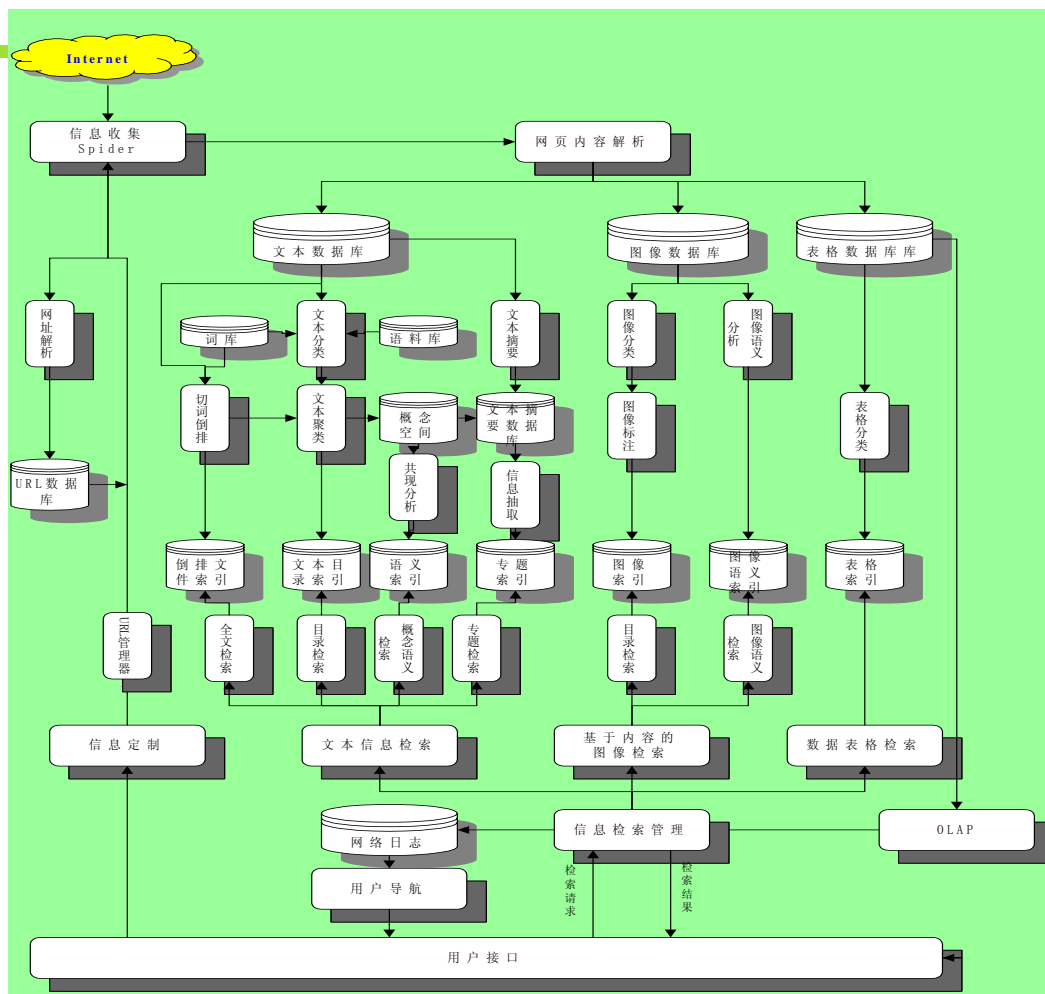 Internet
信息收集
Spider
网页内容解析
文本数据库
图像数据库
表格数据库库
网址解析
词库
文本分类
语料库
文本摘要
图像分类
图像语义
分析
切词倒排
文本聚类
概念
空间
文本摘
要数据
库
图像标注
表格分类
URL数据
库
共现分析
信息抽取
倒排文
件索引
文本目
录索引
语义
索引
专题
索引
图像
索引
图像
语义
索引
表格
索引
URL管理器
全文检索
目录检索
概念语义
检索
专题检索
目录检索
图像语义
检索
信息定制
文本信息检索
基于内容的
图像检索
数据表格检索
网络日志
信息检索管理
OLAP
用户导航
检索请求
检索结果
用户接口